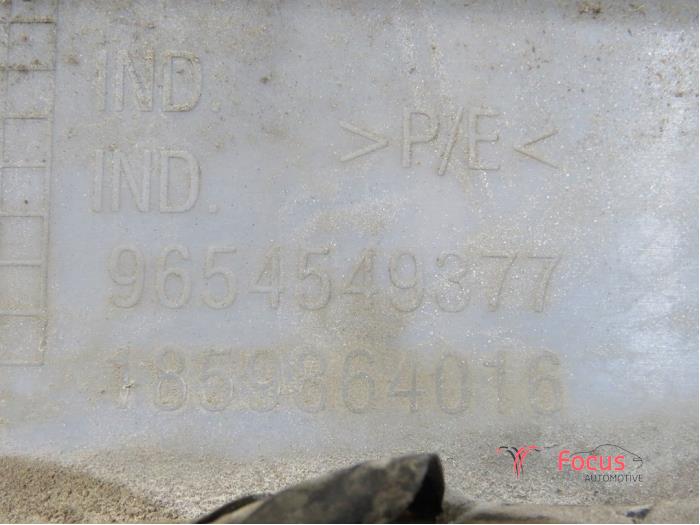 IND.
>P/E<
IND.
9654549377
1859864016
Focus
AUTOMOTIVE